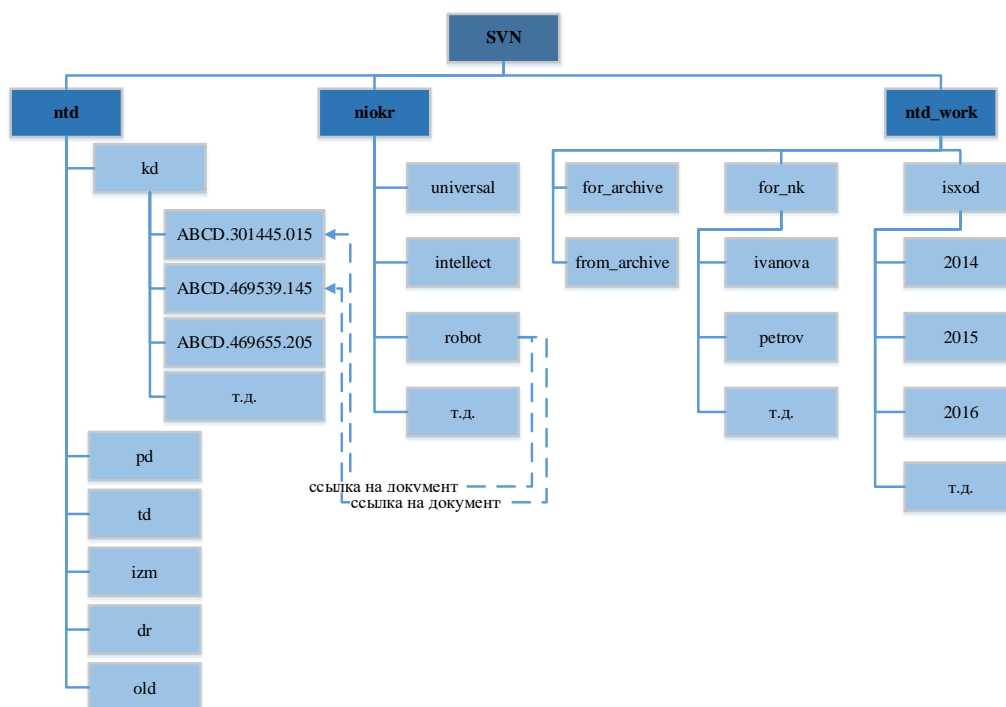 SVN
ntd
niokr
ntd_work
kd
universal
for_archive
for_nk
isxod
ABCD.301445.015
intellect
from_archive
ivanova
2014
ABCD.469539.145
ABCD.469655.205
robot
petrov
2015
т.д.
т.д.
т.д.
2016
pd
т.д.
ссылка на документ
ссылка на документ
td
izm
dr
old